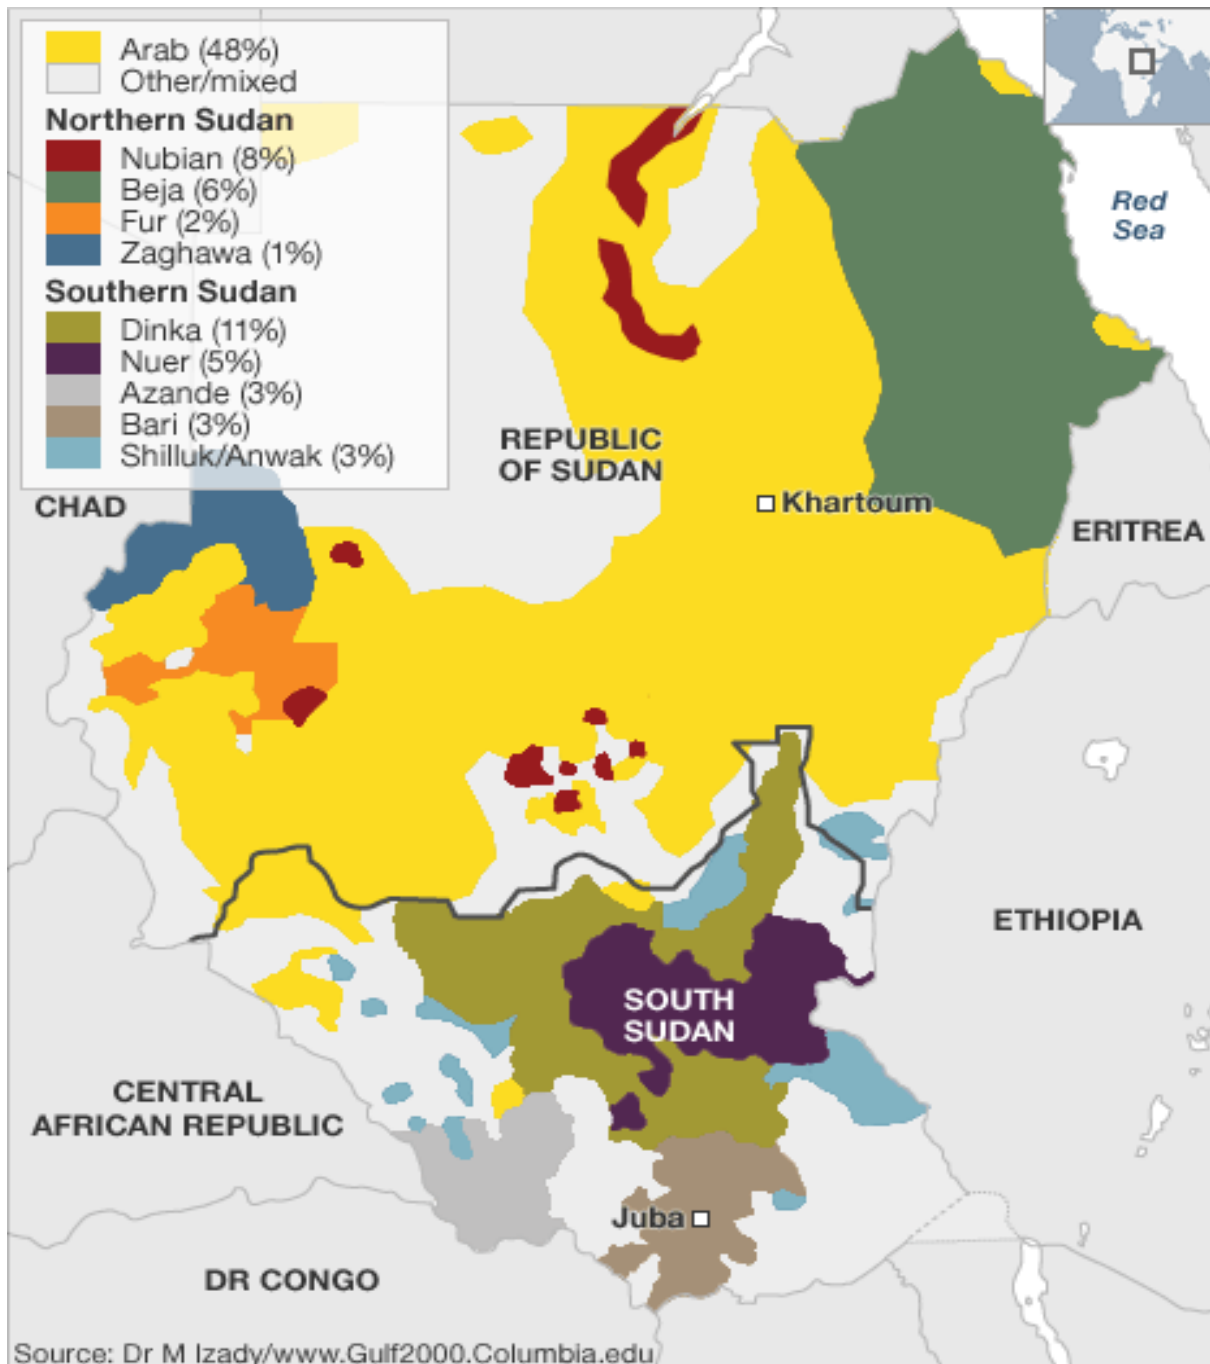 Arab (48%)
Other/mixed
Northern Sudan
Nubian (8%)
Beja (6%)
Fur (2%)
Zaghawa (1%)
Southern Sudan
Dinka (11%)
Nuer (5%)
Azande (3%)
Bari (3%)
Shilluk/Anwak (3%)
Red
Sea
REPUBLIC
OF SUDAN
Khartoum
CHAD
ERITREA
ETHIOPIA
SOUTH
SUDAN
CENTRAL
AFRICAN REPUBLIC
Juba
DR CONGO
Source: Dr M Izady/www.Gulf2000.Columbia.edu